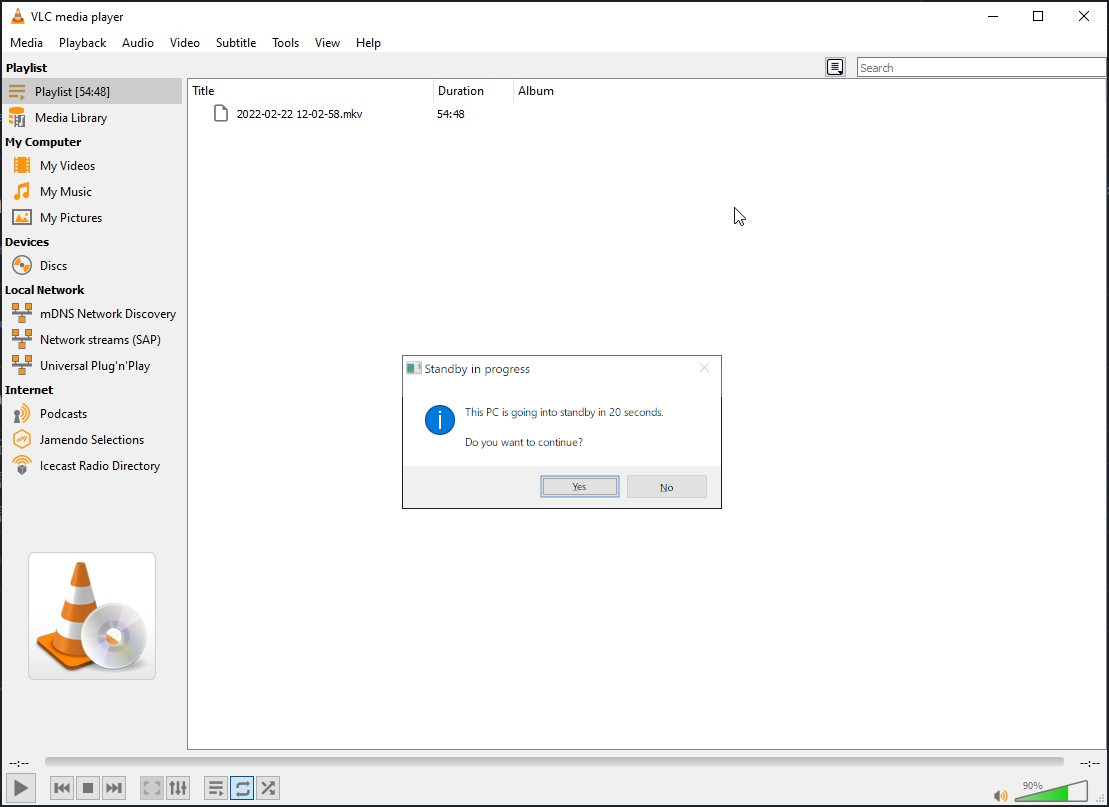 VLC media player
Media Playback Audio Video Subtitle Tools View Help
Playlist
Search
Playlist [54:48]
Media Library
My Computer
My Videos
My Music
My Pictures
Devices
Discs
Local Network
mDNS Network Discovery
Network streams (SAP)
Universal Plug'n'Play
Internet
Podcasts
Jamendo Selections
Icecast Radio Directory
Title Duration Album
2022-02-22 12-02-58.mkv 54:48
Standby in progress
This PC is going into standby in 20 seconds.
Do you want to continue?
Yes No
--:-- --:--
90%